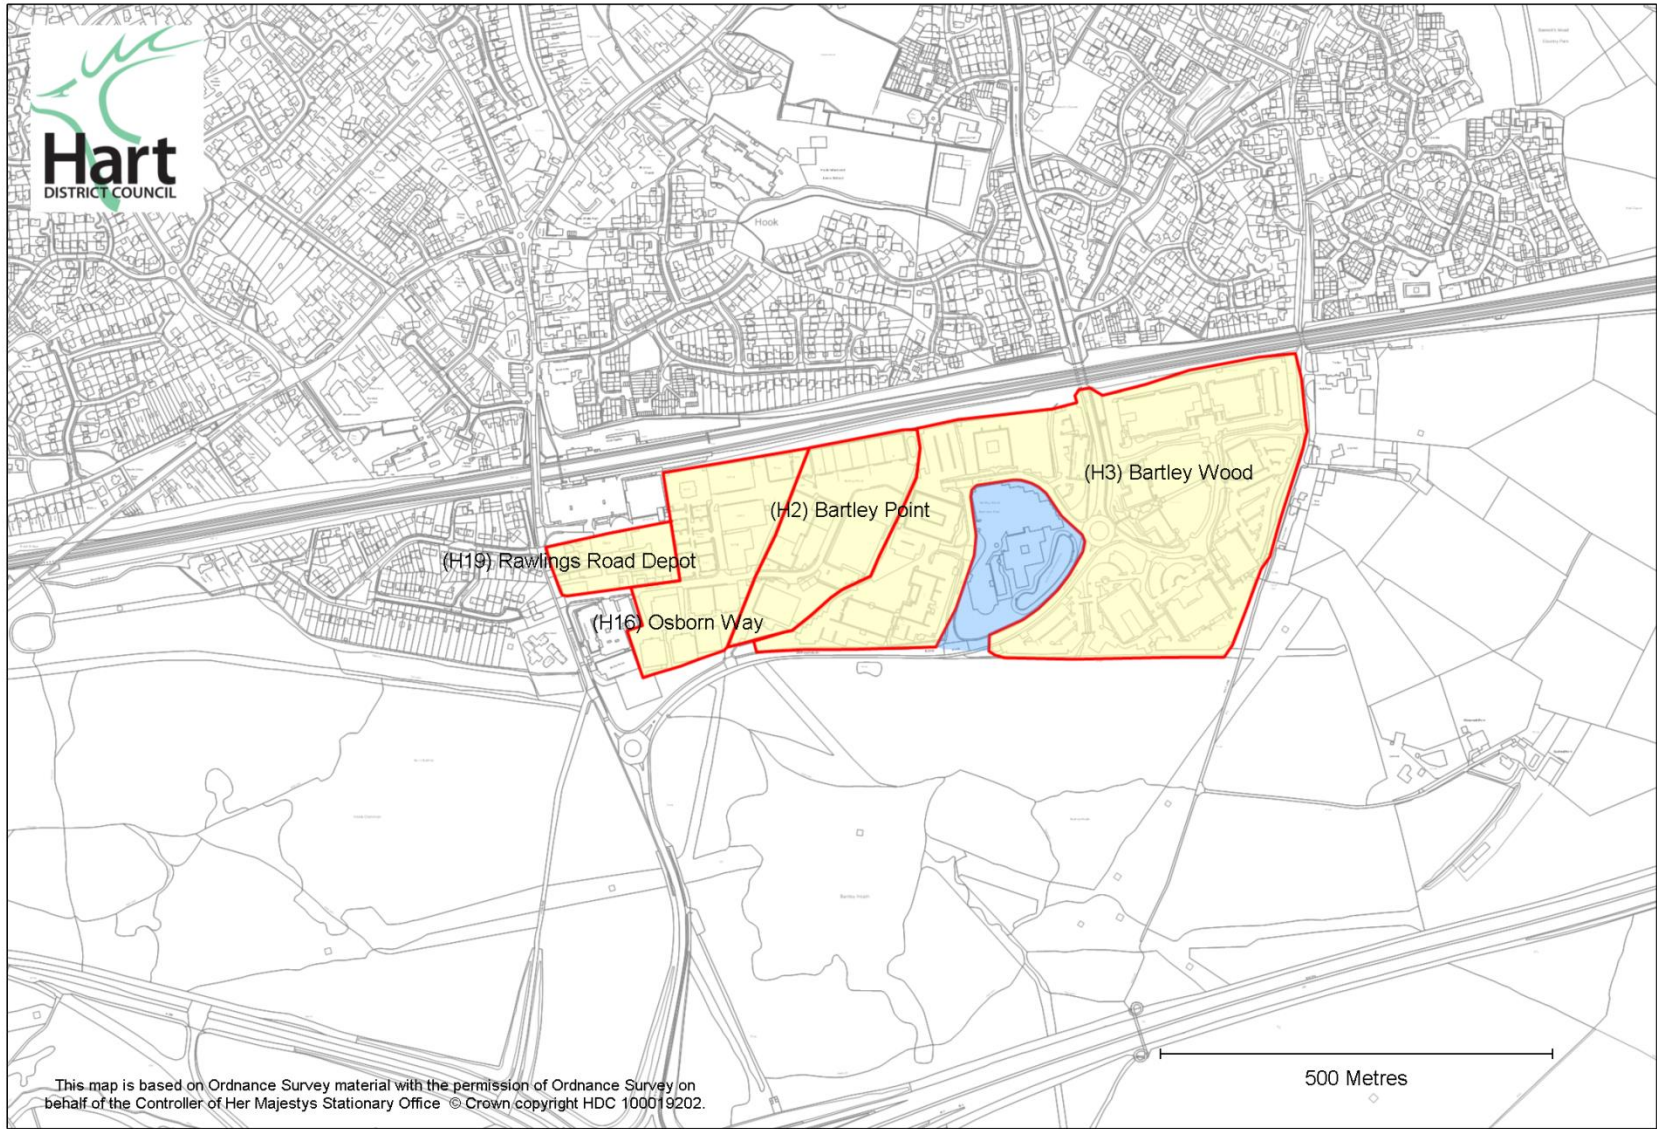 Hart
DISTRICT COUNCIL
Hook
(H3) Bartley Wood
(H2) Bartley Point
(H19) Rawlings Road Depot
(H16) Osborn Way
500 Metres
This map is based on Ordnance Survey material with the permission of Ordnance Survey on
behalf of the Controller of Her Majestys Stationary Office © Crown copyright HDC 100019202.